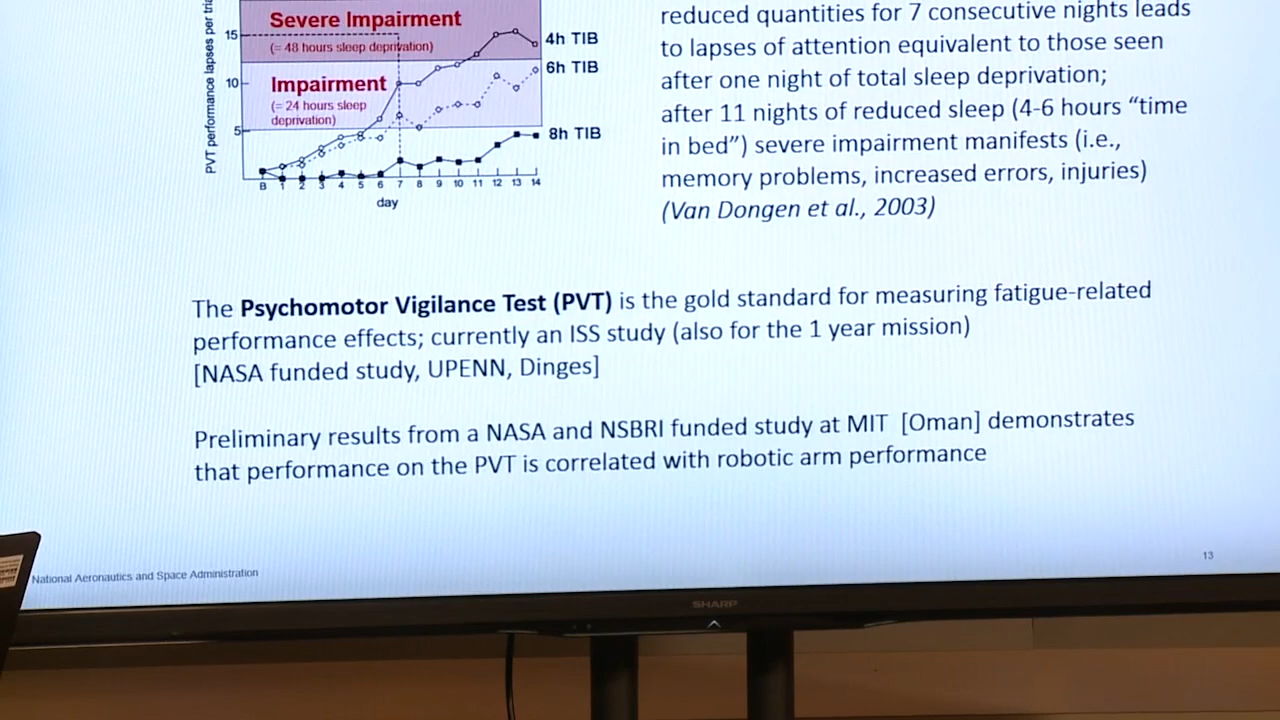 Severe Impairment
(= 48 hours sleep deprivation)
Impairment
(= 24 hours sleep
deprivation)
PVT performance lapses per
15
10
5
4h TIB
6h TIB
8h TIB
B 1 2 3 4 5 6 7 8 9 10 11 12 13 14
day
reduced quantities for 7 consecutive nights leads
to lapses of attention equivalent to those seen
after one night of total sleep deprivation;
after 11 nights of reduced sleep (4-6 hours “time
in bed”) severe impairment manifests (i.e.,
memory problems, increased errors, injuries)
(Van Dongen et al., 2003)
The Psychomotor Vigilance Test (PVT) is the gold standard for measuring fatigue-related
performance effects; currently an ISS study (also for the 1 year mission)
[NASA funded study, UPENN, Dinges]
Preliminary results from a NASA and NSBRI funded study at MIT [Oman] demonstrates
that performance on the PVT is correlated with robotic arm performance
National Aeronautics and Space Administration
13
SHARP